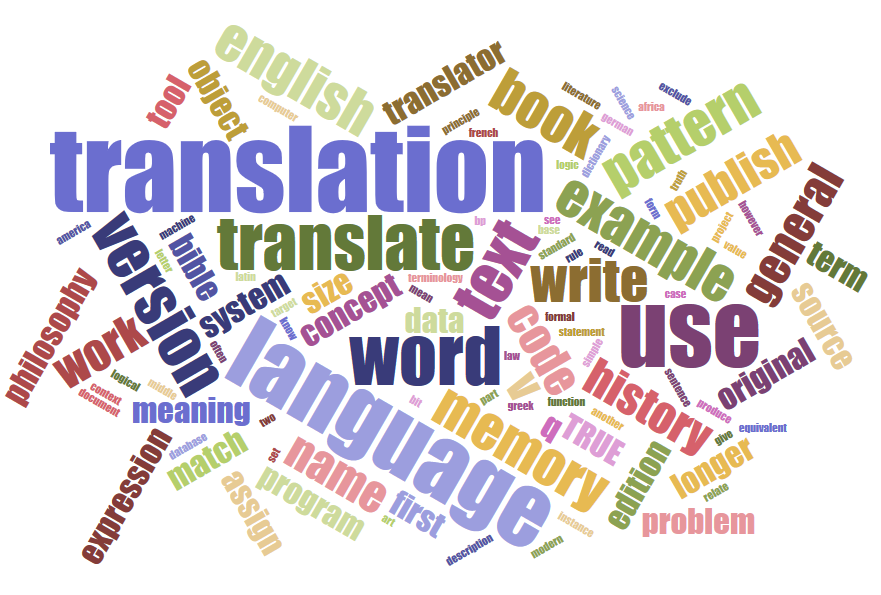 english
translator
object
tool
computer
book
literature
science
exclude
africa
pattern
principle
french
german
dictionary
translation
logic
truth
publish
example
general
form
project
however
value
america
machine
version
letter
bible
translate
bp
text
see
base
standard
rule
read
term
latin
terminology
write
case
source
philosophy
system
size
concept
mean
target
know
data
formal
statement
use
work
often
language
word
law
code
simple
original
logical
middle
context
document
meaning
v
part
greek
function
history
sentence
produce
bit
memory
another
q
TRUE
give
equivalent
two
database
match
expression
set
name
longer
relate
edition
problem
assign
program
art
first
instance
description
modern